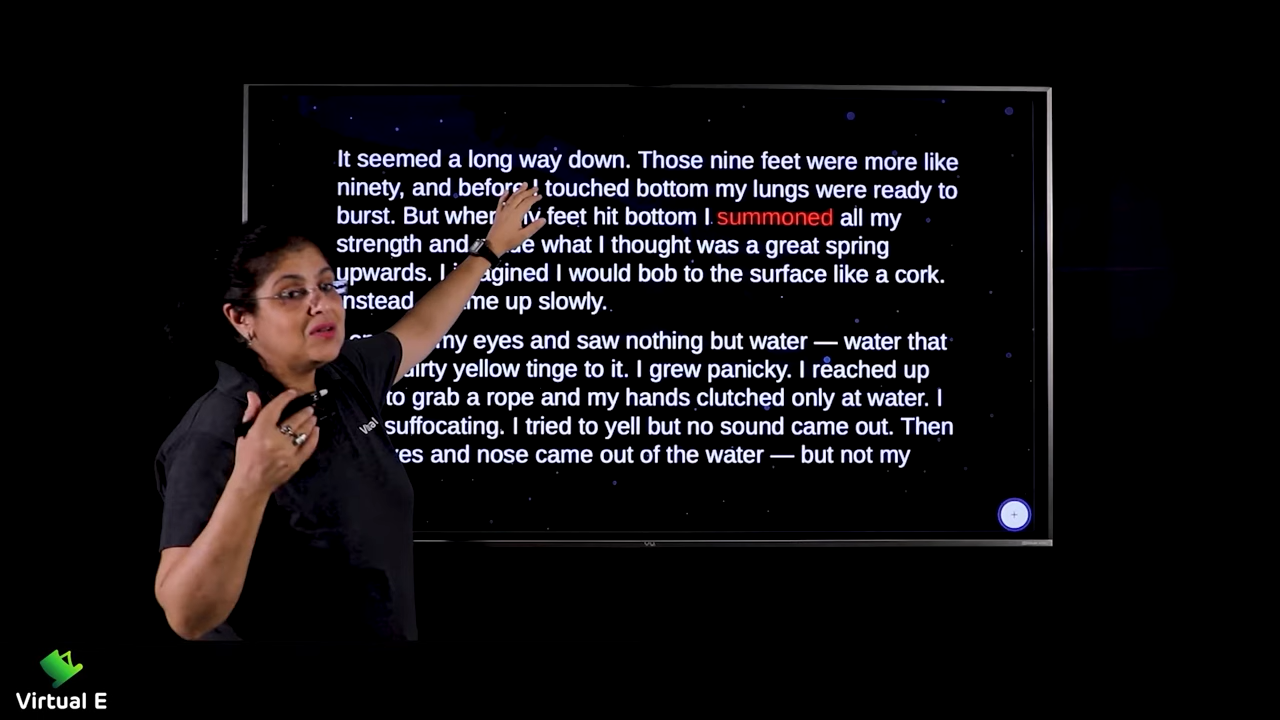 It seemed a long way down. Those nine feet were more like
ninety, and before I touched bottom my lungs were ready to
burst. But when my feet hit bottom I summoned all my
strength and what I thought was a great spring
upwards. I imagined I would bob to the surface like a cork.
Instead up slowly.
my eyes and saw nothing but water — water that
dirty yellow tinge to it. I grew panicky. I reached up
to grab a rope and my hands clutched only at water. I
suffocating. I tried to yell but no sound came out. Then
and nose came out of the water — but not my
Virtual E